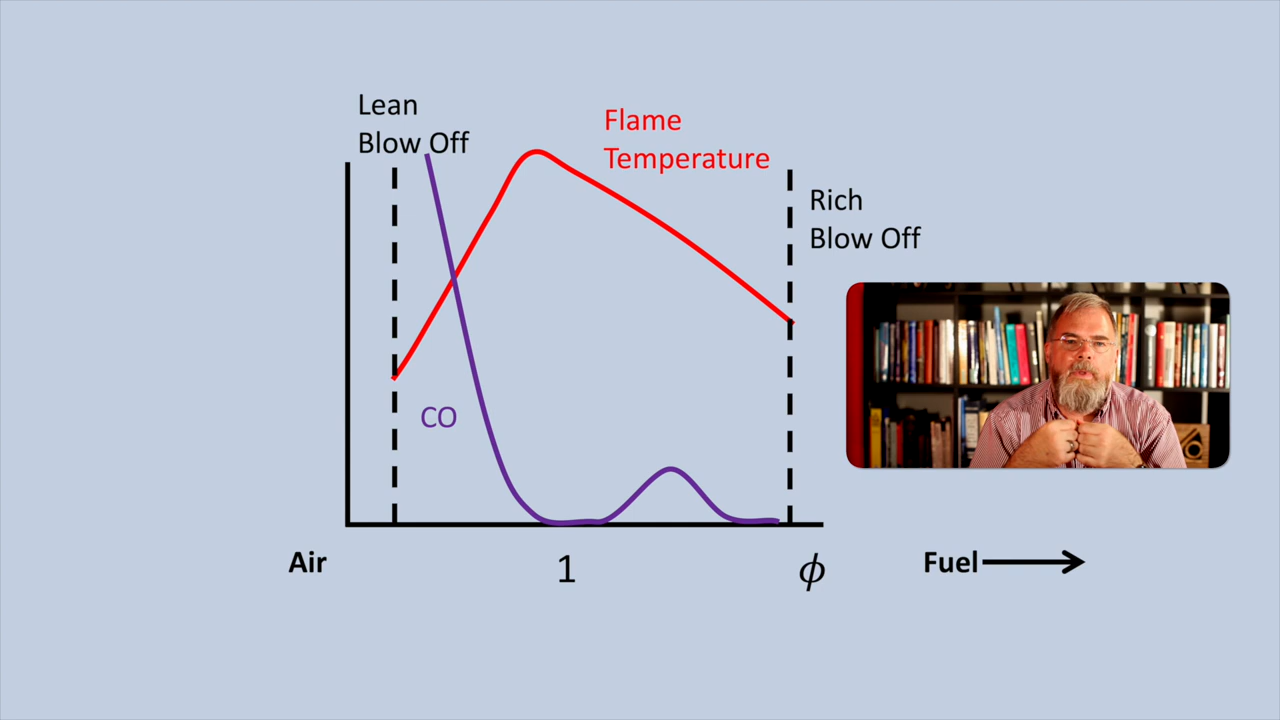 Lean
Blow Off
Flame
Temperature
Rich
Blow Off
CO
Air
1
ϕ
Fuel